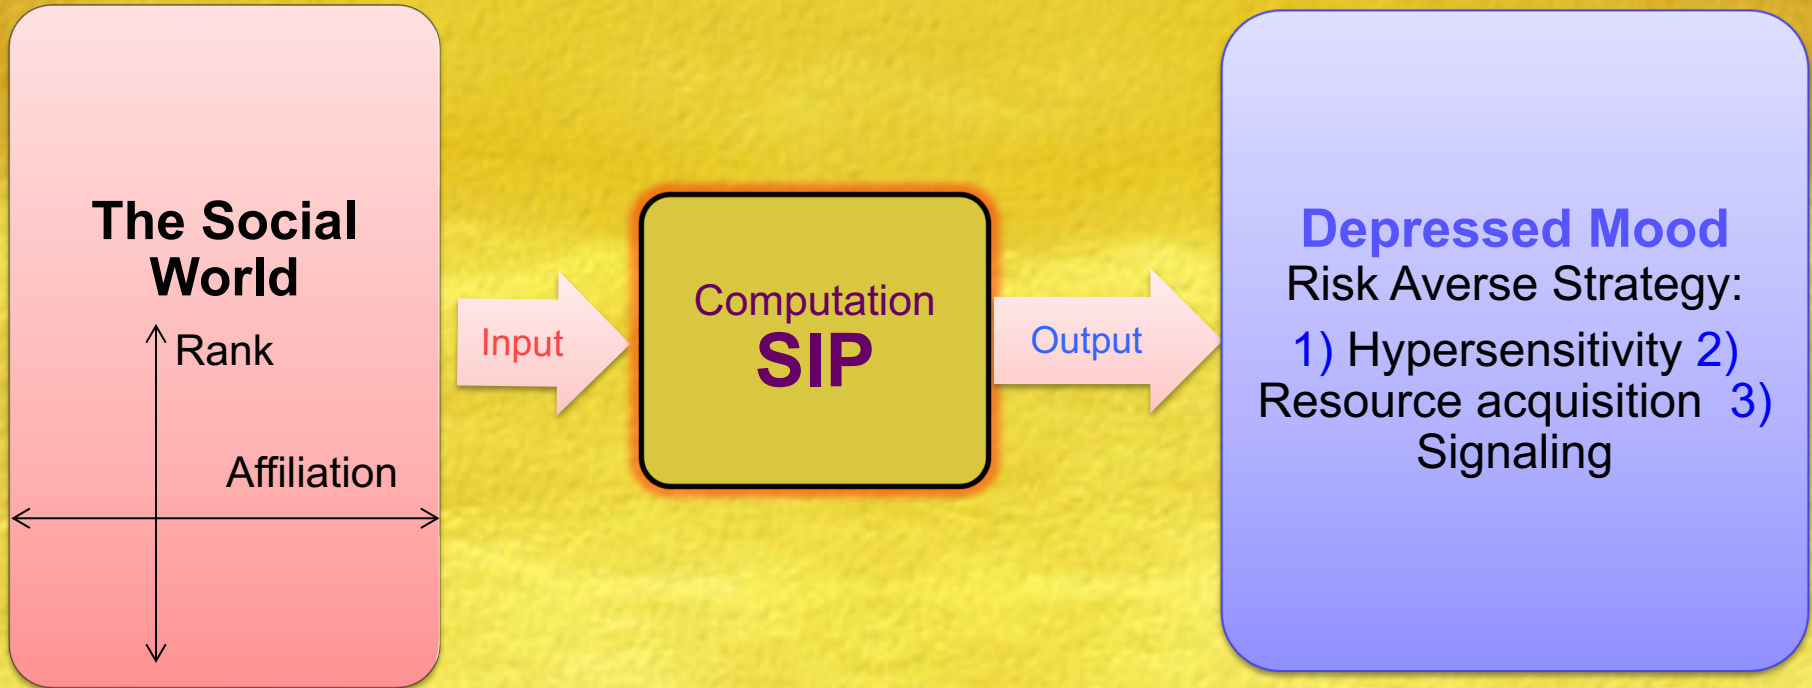 The Social
World
Rank
Affiliation
Input
Computation
SIP
Output
Depressed Mood
Risk Averse Strategy:
1) Hypersensitivity 2)
Resource acquisition 3)
Signaling